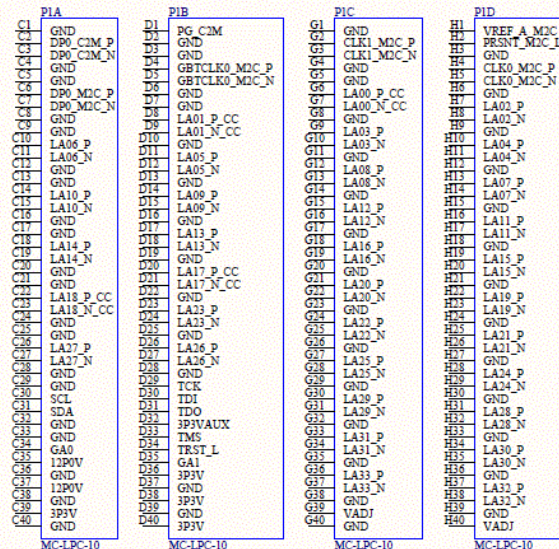 P1A
C1 GND
C2 DP0_C2M_P
C3 DP0_C2M_N
C4 GND
C5 GND
C6 DP0_M2C_P
C7 DP0_M2C_N
C8 GND
C9 GND
C10 LA06_P
C11 LA06_N
C12 GND
C13 GND
C14 LA10_P
C15 LA10_N
C16 GND
C17 GND
C18 LA14_P
C19 LA14_N
C20 GND
C21 GND
C22 LA18_P_CC
C23 LA18_N_CC
C24 GND
C25 GND
C26 LA27_P
C27 LA27_N
C28 GND
C29 GND
C30 SCL
C31 SDA
C32 GND
C33 GND
C34 GA0
C35 12P0V
C36 GND
C37 12P0V
C38 GND
C39 3P3V
C40 GND
MC-LPC-10
P1B
D1 PG_C2M
D2 GND
D3 GND
D4 GBTCLK0_M2C_P
D5 GBTCLK0_M2C_N
D6 GND
D7 GND
D8 LA01_P_CC
D9 LA01_N_CC
D10 GND
D11 LA05_P
D12 LA05_N
D13 GND
D14 LA09_P
D15 LA09_N
D16 GND
D17 LA13_P
D18 LA13_N
D19 GND
D20 LA17_P_CC
D21 LA17_N_CC
D22 GND
D23 LA23_P
D24 LA23_N
D25 GND
D26 LA26_P
D27 LA26_N
D28 GND
D29 TCK
D30 TDI
D31 TDO
D32 3P3VAUX
D33 TMS
D34 TRST_L
D35 GA1
D36 3P3V
D37 GND
D38 3P3V
D39 GND
D40 3P3V
MC-LPC-10
P1C
G1 GND
G2 CLK1_M2C_P
G3 CLK1_M2C_N
G4 GND
G5 GND
G6 LA00_P_CC
G7 LA00_N_CC
G8 GND
G9 LA03_P
G10 LA03_N
G11 GND
G12 LA08_P
G13 LA08_N
G14 GND
G15 LA12_P
G16 LA12_N
G17 GND
G18 LA16_P
G19 LA16_N
G20 GND
G21 LA20_P
G22 LA20_N
G23 GND
G24 LA22_P
G25 LA22_N
G26 GND
G27 LA25_P
G28 LA25_N
G29 GND
G30 LA29_P
G31 LA29_N
G32 GND
G33 LA31_P
G34 LA31_N
G35 GND
G36 LA33_P
G37 LA33_N
G38 GND
G39 VADJ
G40 GND
MC-LPC-10
P1D
H1 VREF_A_M2C
H2 PRSNT_M2C_L
H3 GND
H4 CLK0_M2C_P
H5 CLK0_M2C_N
H6 GND
H7 LA02_P
H8 LA02_N
H9 GND
H10 LA04_P
H11 LA04_N
H12 GND
H13 LA07_P
H14 LA07_N
H15 GND
H16 LA11_P
H17 LA11_N
H18 GND
H19 LA15_P
H20 LA15_N
H21 GND
H22 LA19_P
H23 LA19_N
H24 GND
H25 LA21_P
H26 LA21_N
H27 GND
H28 LA24_P
H29 LA24_N
H30 GND
H31 LA28_P
H32 LA28_N
H33 GND
H34 LA30_P
H35 LA30_N
H36 GND
H37 LA32_P
H38 LA32_N
H39 GND
H40 VADJ
MC-LPC-10